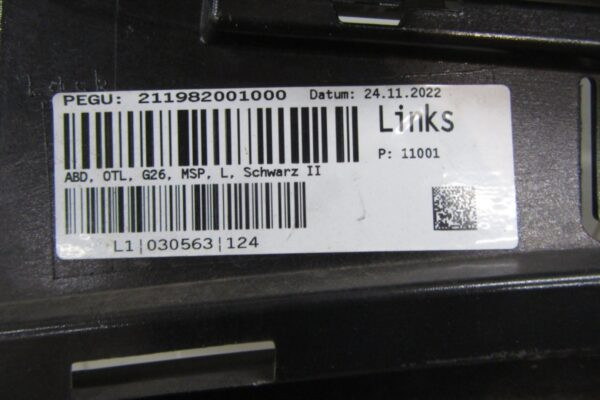 PEGU: 211982001000 Datum: 24.11.2022
Links
P: 11001
ABD, OTL, G26, MSP, L, Schwarz II
L1|030563|124